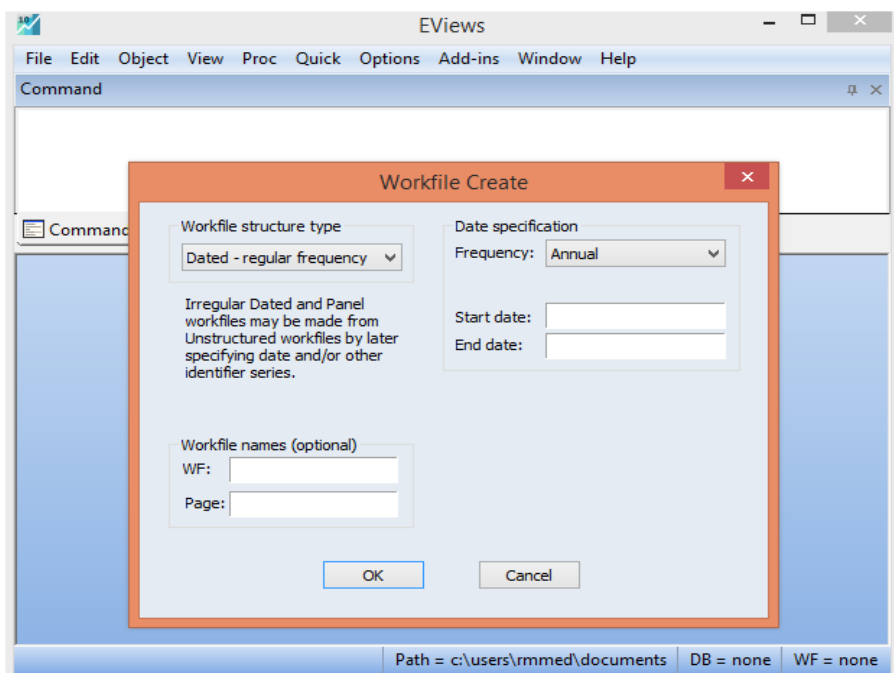 10
EViews
File Edit Object View Proc Quick Options Add-ins Window Help
Command
Command
Workfile Create
Workfile structure type
Dated - regular frequency
Irregular Dated and Panel
workfiles may be made from
Unstructured workfiles by later
specifying date and/or other
identifier series.
Date specification
Frequency: Annual
Start date:
End date:
Workfile names (optional)
WF:
Page:
OK Cancel
Path = c:\users\rmmed\documents DB = none WF = none